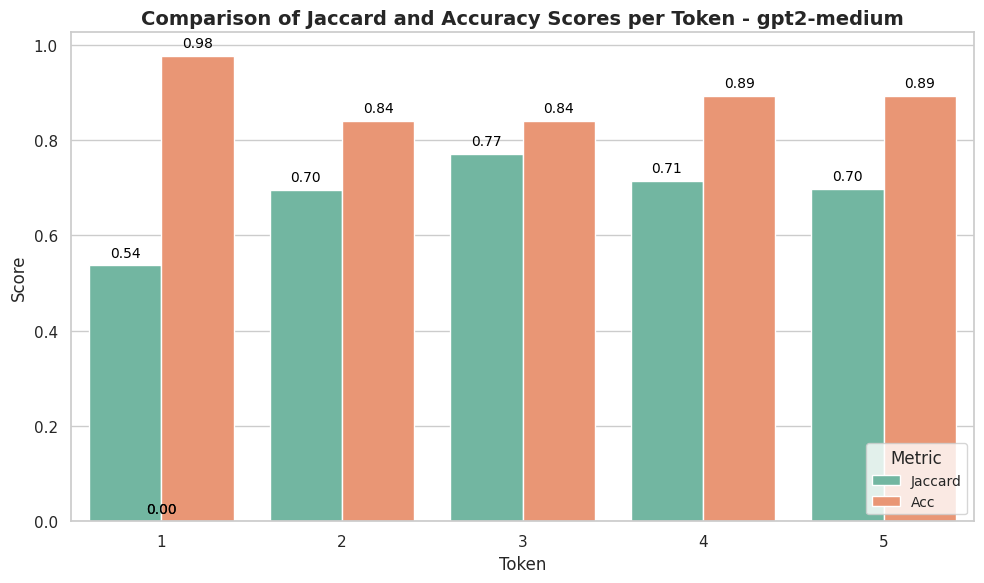 Comparison of Jaccard and Accuracy Scores per Token - gpt2-medium
Score
1.0
0.8
0.6
0.4
0.2
0.0
0.54
0.98
0.70
0.84
0.77
0.84
0.71
0.89
0.70
0.89
0.00
Metric
Jaccard
Acc
1 2 3 4 5
Token